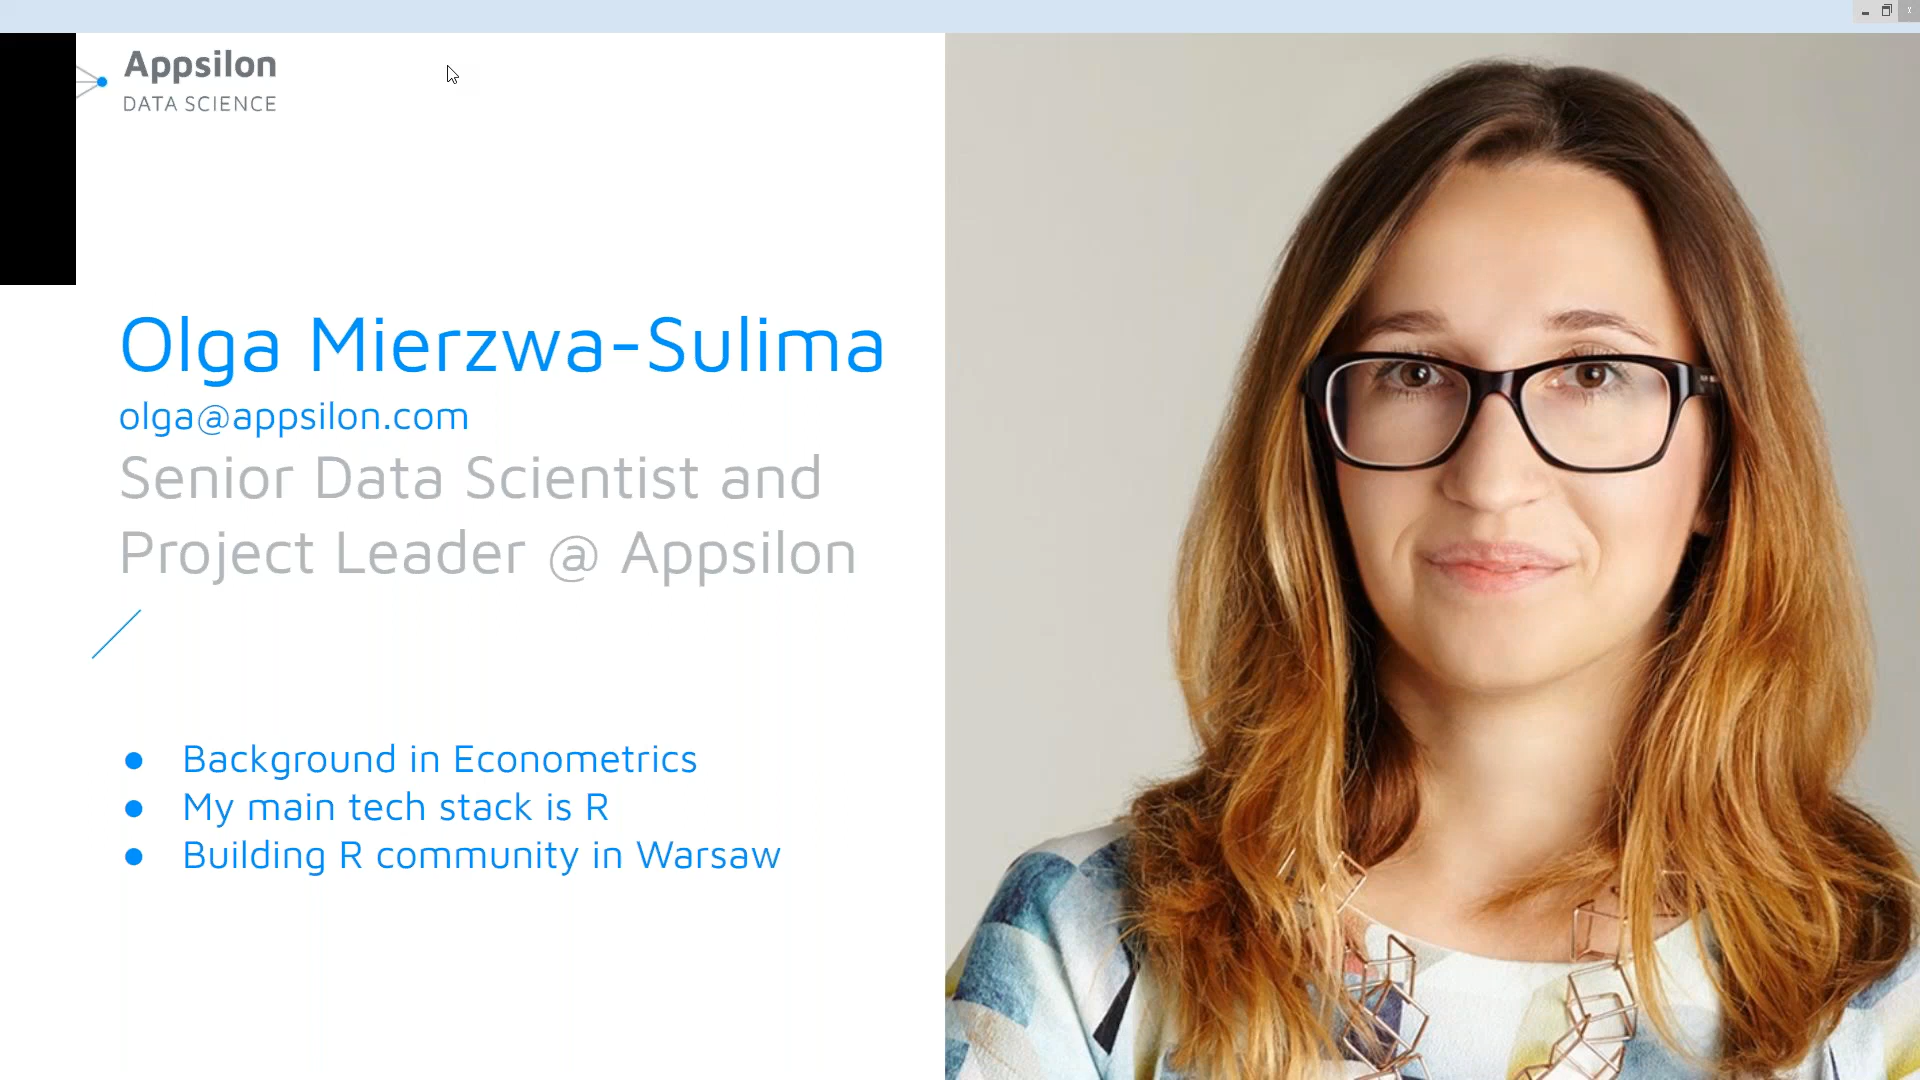 Appsilon
DATA SCIENCE
Olga Mierzwa-Sulima
olga@appsilon.com
Senior Data Scientist and
Project Leader @ Appsilon
● Background in Econometrics
● My main tech stack is R
● Building R community in Warsaw